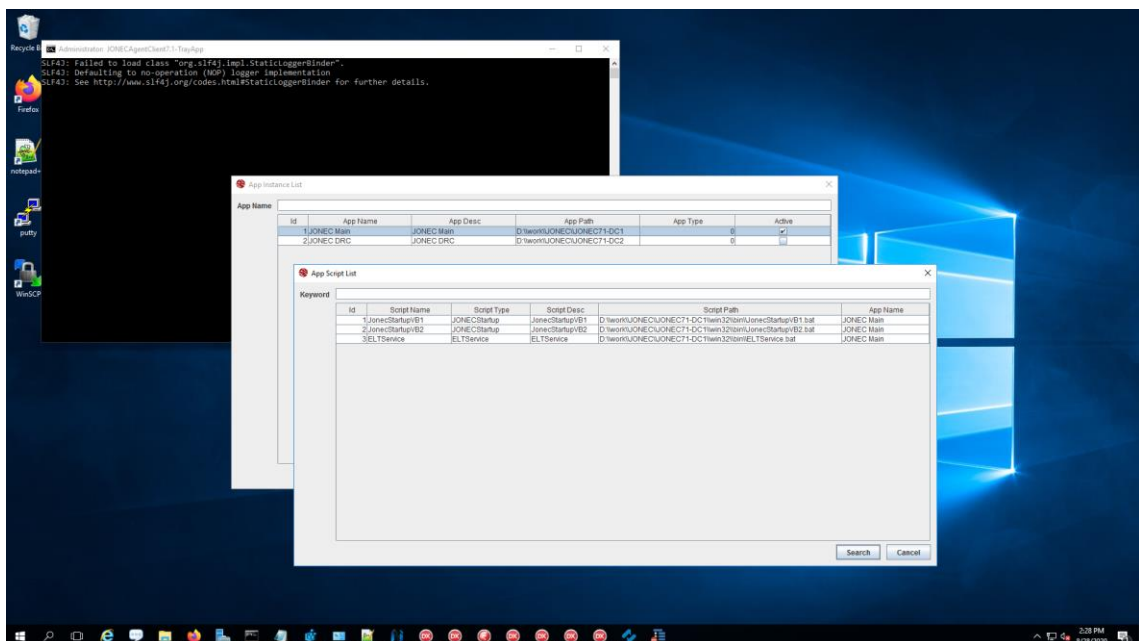 Recycle B
Administrator: JONECAgentClient7.1-TrayApp
SLF4J: Failed to load class "org.slf4j.impl.StaticLoggerBinder".
SLF4J: Defaulting to no-operation (NOP) logger implementation
SLF4J: See http://www.slf4j.org/codes.html#StaticLoggerBinder for further details.
Firefox
notepad+
putty
WinSCP
App Instance List
App Name
Id App Name App Desc App Path App Type Active
1 JONEC Main JONEC Main D:\\work\\JONEC\\JONEC71-DC1 0
2 JONEC DRC JONEC DRC D:\\work\\JONEC\\JONEC71-DC2 0
App Script List
Keyword
Id Script Name Script Type Script Desc Script Path App Name
1 JonecStartupVB1 JONECStartup JonecStartupVB1 D:\\work\\JONEC\\JONEC71-DC1\\win32\\bin\\JonecStartupVB1.bat JONEC Main
2 JonecStartupVB2 JONECStartup JonecStartupVB2 D:\\work\\JONEC\\JONEC71-DC1\\win32\\bin\\JonecStartupVB2.bat JONEC Main
3 ELTService ELTService ELTService D:\\work\\JONEC\\JONEC71-DC1\\win32\\bin\\ELTService.bat JONEC Main
Search Cancel
2:28 PM